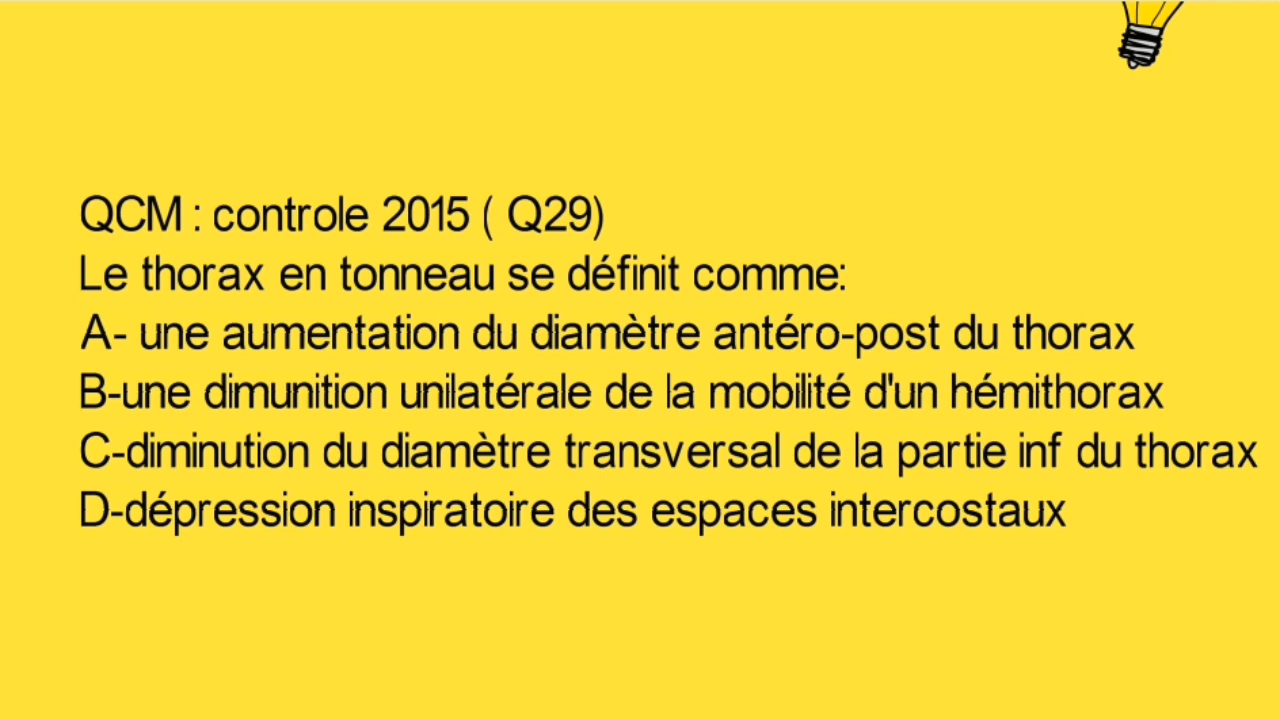 QCM : controle 2015 ( Q29)
Le thorax en tonneau se définit comme:
A- une aumentation du diamètre antéro-post du thorax
B-une dimunition unilatérale de la mobilité d'un hémithorax
C-diminution du diamètre transversal de la partie inf du thorax
D-dépression inspiratoire des espaces intercostaux